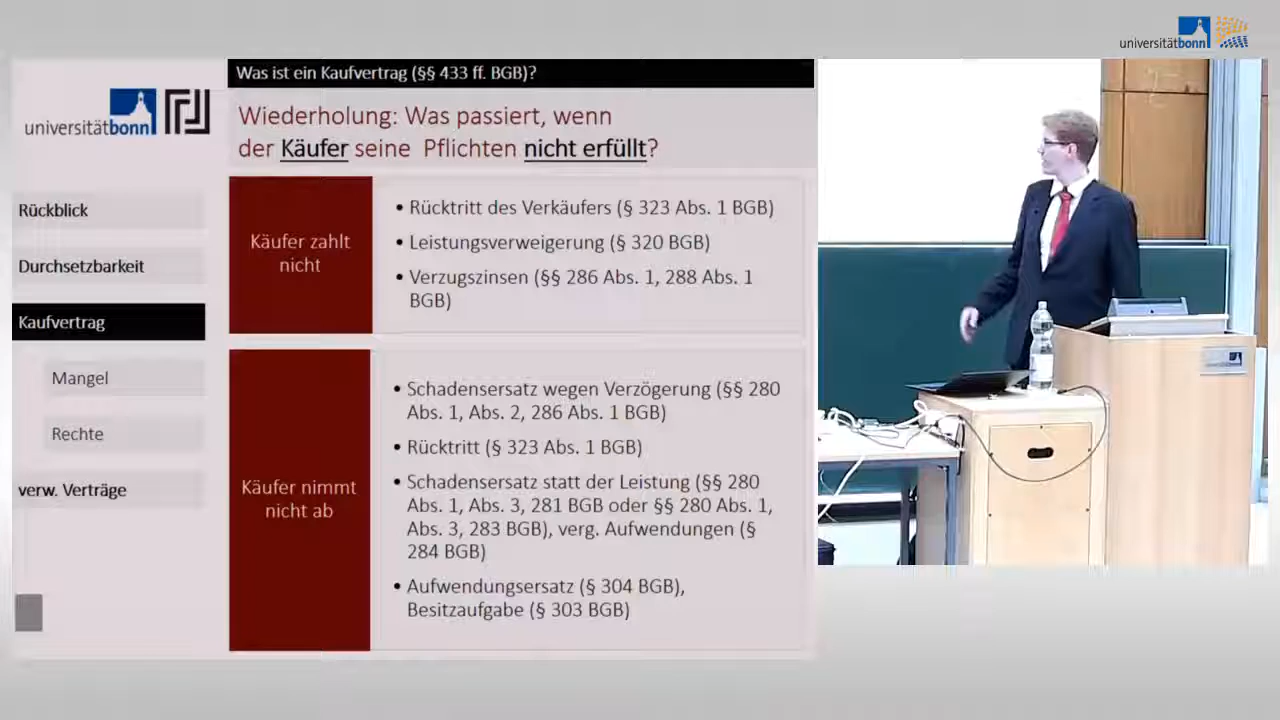 universitätbonn
Was ist ein Kaufvertrag (§§ 433 ff. BGB)?
universitätbonn
Wiederholung: Was passiert, wenn
der Käufer seine Pflichten nicht erfüllt?
Rückblick
Durchsetzbarkeit
Kaufvertrag
Mangel
Rechte
verw. Verträge
Käufer zahlt
nicht
• Rücktritt des Verkäufers (§ 323 Abs. 1 BGB)
• Leistungsverweigerung (§ 320 BGB)
• Verzugszinsen (§§ 286 Abs. 1, 288 Abs. 1
BGB)
Käufer nimmt
nicht ab
• Schadensersatz wegen Verzögerung (§§ 280
Abs. 1, Abs. 2, 286 Abs. 1 BGB)
• Rücktritt (§ 323 Abs. 1 BGB)
• Schadensersatz statt der Leistung (§§ 280
Abs. 1, Abs. 3, 281 BGB oder §§ 280 Abs. 1,
Abs. 3, 283 BGB), verg. Aufwendungen (§
284 BGB)
• Aufwendungsersatz (§ 304 BGB),
Besitzaufgabe (§ 303 BGB)